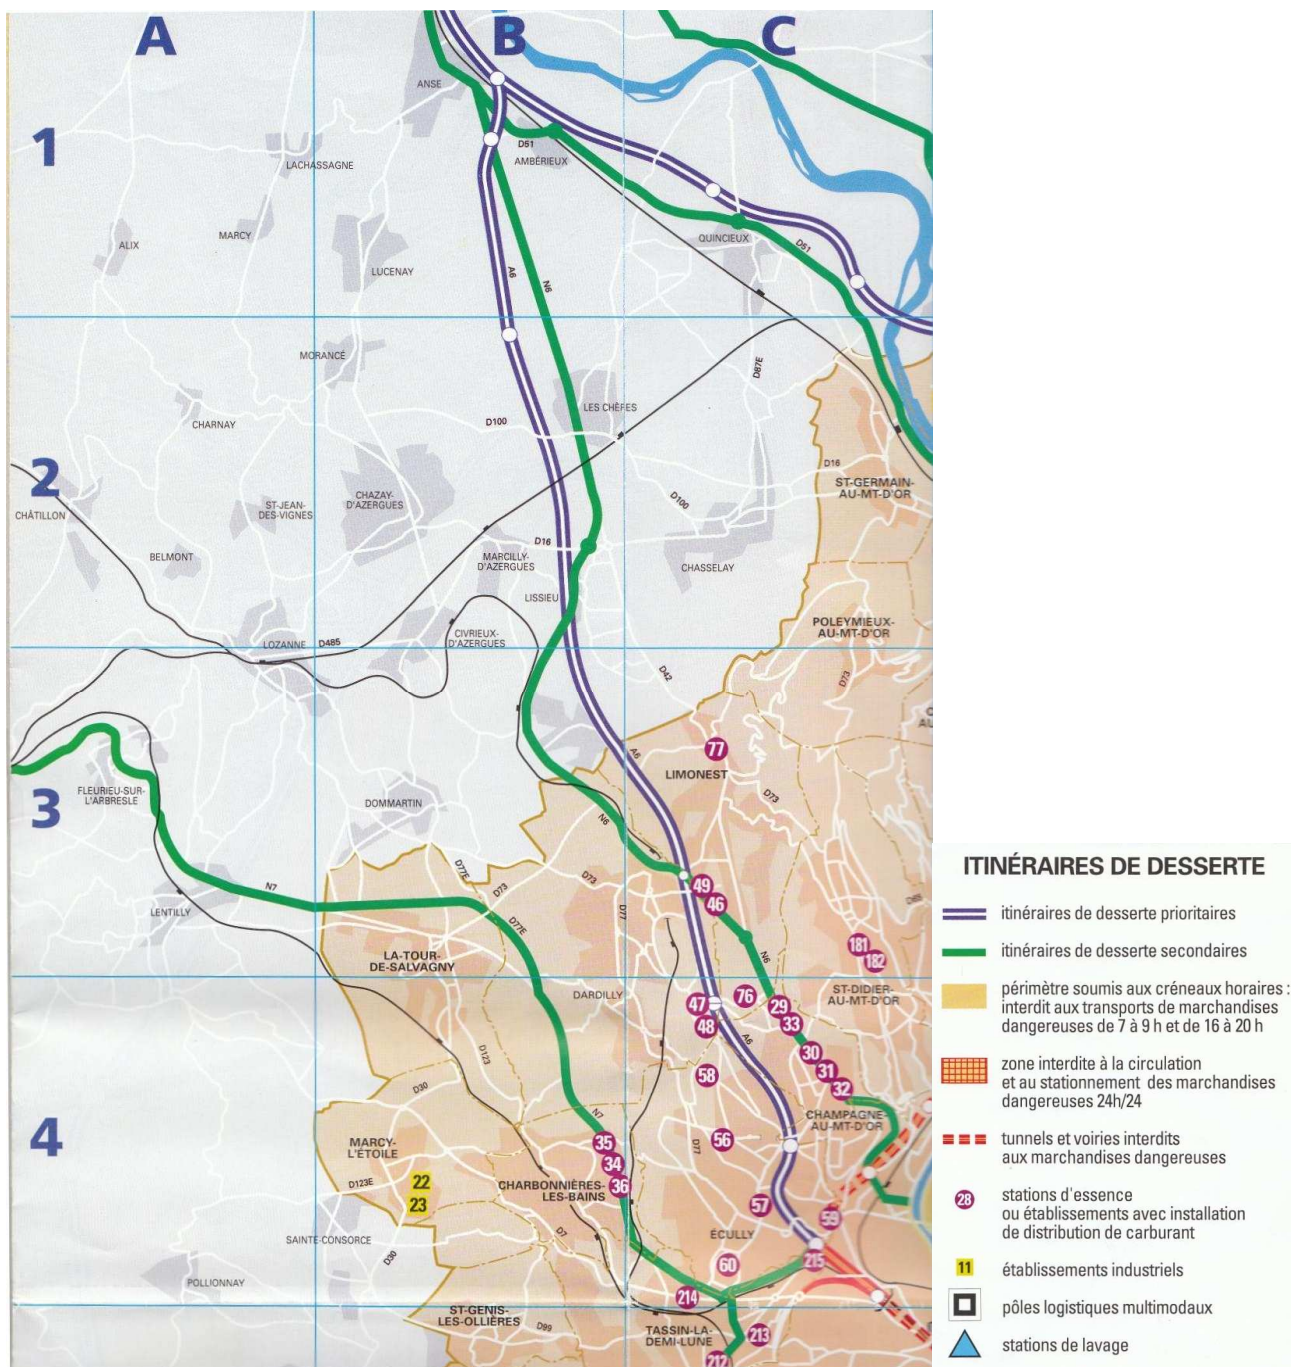 A
B
C
1
ANSE
D51
AMBÉRIEUX
LACHASSAGNE
MARCY
ALIX
LUCENAY
QUINCIEUX
D51
A6
N6
MORANCÉ
D87E
LES CHÈRES
CHARNAY
D100
2
D16
ST-GERMAIN-
AU-MT-D'OR
CHÂTILLON
ST-JEAN-
DES-VIGNES
CHAZAY-
D'AZERGUES
D100
D16
BELMONT
MARCILLY-
D'AZERGUES
CHASSELAY
LISSIEU
LOZANNE
D485
CIVRIEUX-
D'AZERGUES
POLEYMIEUX-
AU-MT-D'OR
D42
D73
A6
77
LIMONEST
3
FLEURIEU-SUR-
L'ARBRESLE
DOMMARTIN
D73
N6
D77E
D73
D73
49
46
N7
LENTILLY
D77E
D77
N6
181
182
LA-TOUR-
DE-SALVAGNY
DARDILLY
47
76
29
ST-DIDIER-
AU-MT-D'OR
48
33
A6
30
D123
58
31
D30
32
N7
CHAMPAGNE-
AU-MT-D'OR
4
MARCY-
L'ÉTOILE
35
56
D77
34
D123E
22
CHARBONNIÈRES-
LES-BAINS
36
23
57
59
SAINTE-CONSORCE
D30
D7
ÉCULLY
60
215
POLLIONNAY
214
ST-GENIS-
LES-OLLIÈRES
D99
TASSIN-LA-
DEMI-LUNE
213
212
ITINÉRAIRES DE DESSERTE
itinéraires de desserte prioritaires
itinéraires de desserte secondaires
périmètre soumis aux créneaux horaires :
interdit aux transports de marchandises
dangereuses de 7 à 9 h et de 16 à 20 h
zone interdite à la circulation
et au stationnement des marchandises
dangereuses 24h/24
tunnels et voiries interdits
aux marchandises dangereuses
28
stations d'essence
ou établissements avec installation
de distribution de carburant
11
établissements industriels
pôles logistiques multimodaux
stations de lavage